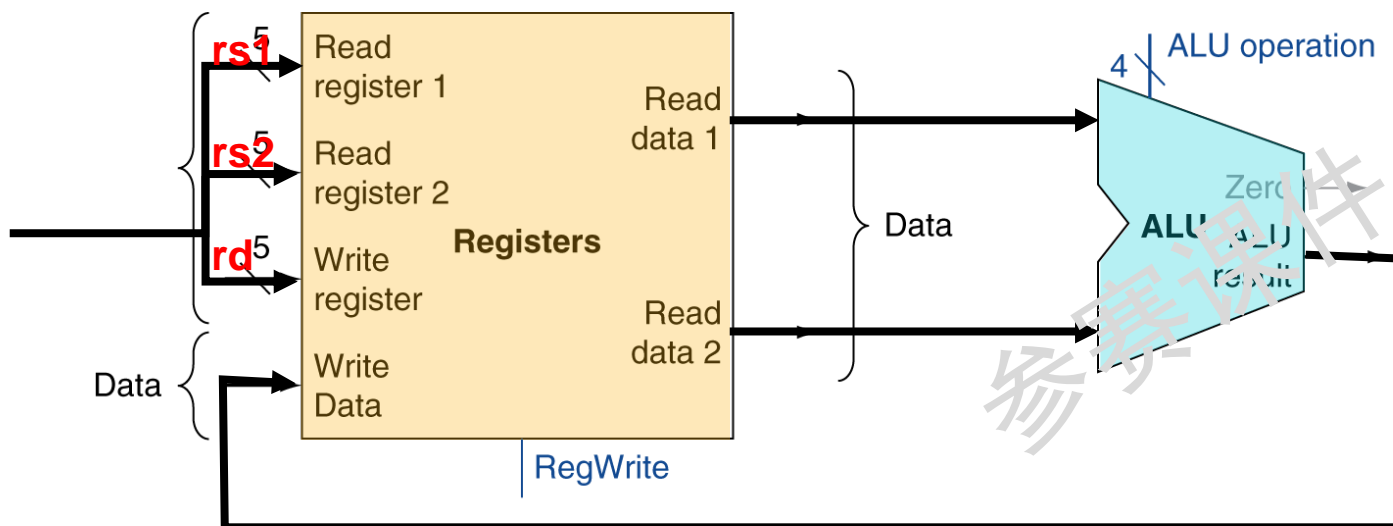 rs1
5
Read
register 1
rs2
5
Read
register 2
rd
5
Write
register
Data
Write
Data
Registers
Read
data 1
Read
data 2
RegWrite
Data
4
ALU operation
Zero
ALU
ALU
result
参赛课件